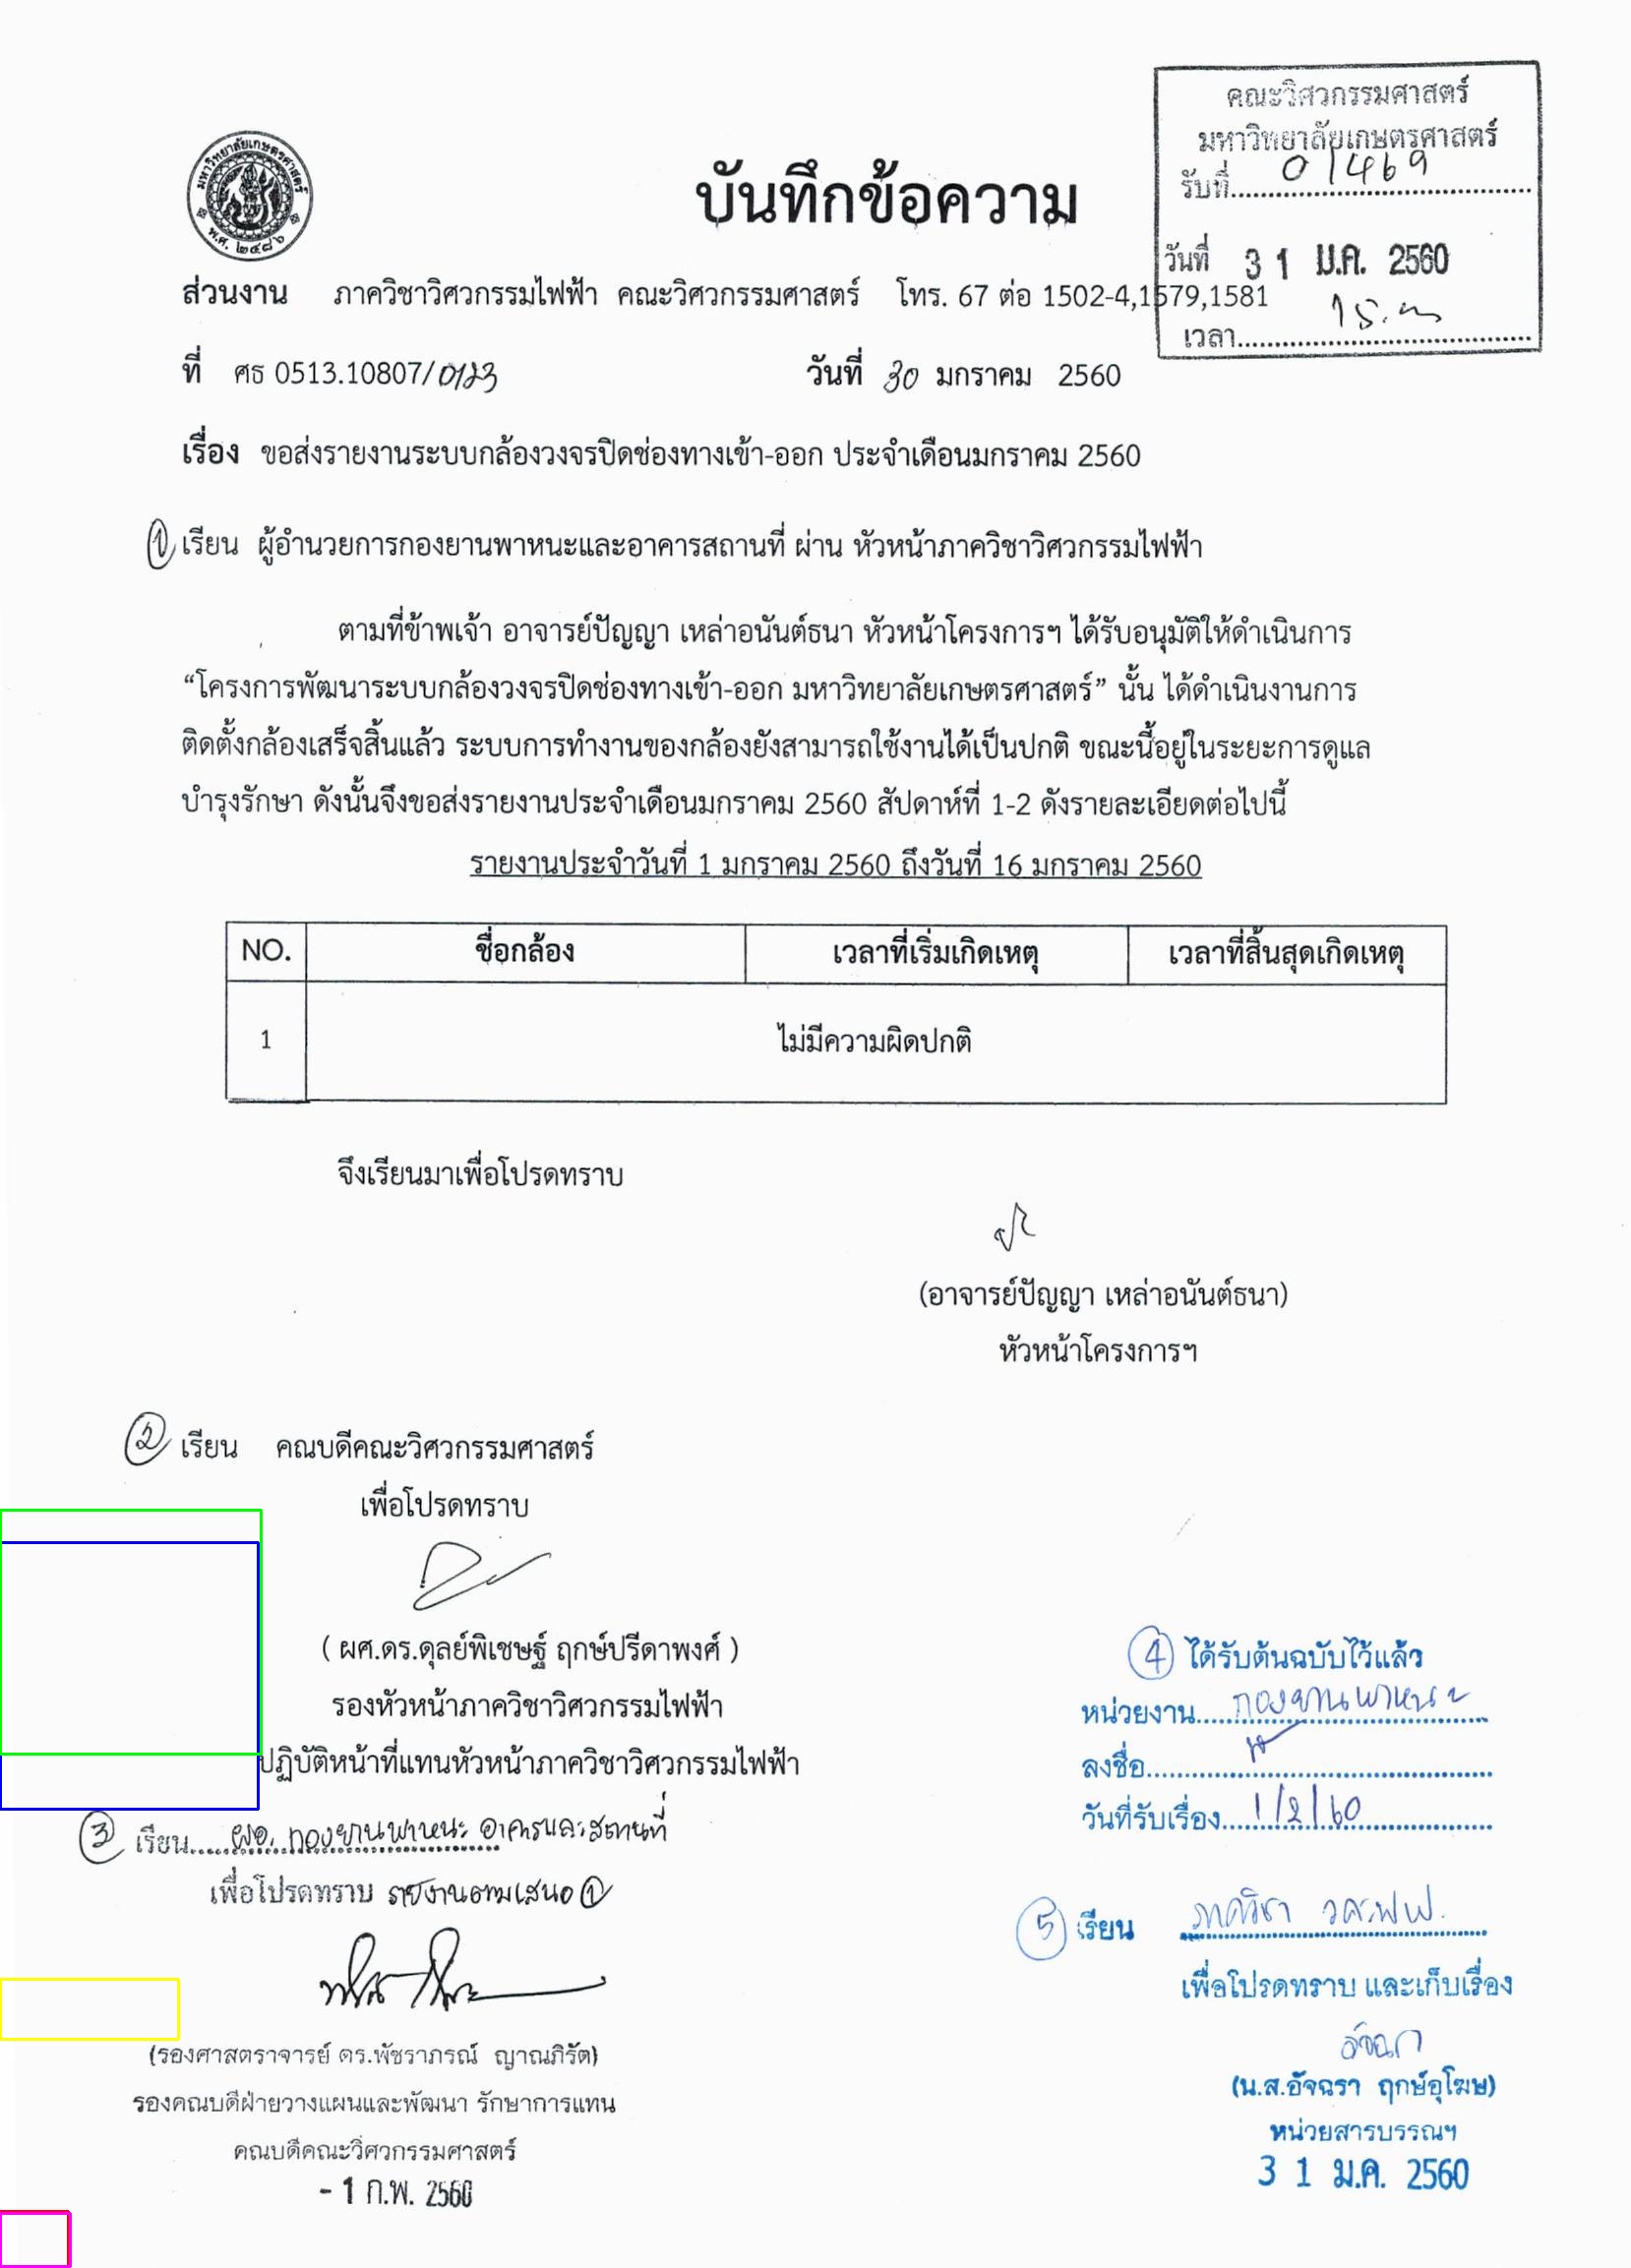 คณะวิศวกรรมศาสตร์
มหาวิทยาลัยเกษตรศาสตร์
รับที่ 01469
วันที่ 31 ม.ค. 2560
เวลา
มหาวิทยาลัยเกษตรศาสตร์
พ.ศ. ๒๔๘๖
บันทึกข้อความ
ส่วนงาน ภาควิชาวิศวกรรมไฟฟ้า คณะวิศวกรรมศาสตร์ โทร. 67 ต่อ 1502-4,1579,1581
ที่ ศธ 0513.10807/0123 วันที่ 30 มกราคม 2560
เรื่อง ขอส่งรายงานระบบกล้องวงจรปิดช่องทางเข้า-ออก ประจำเดือนมกราคม 2560
1 เรียน ผู้อำนวยการกองยานพาหนะและอาคารสถานที่ ผ่าน หัวหน้าภาควิชาวิศวกรรมไฟฟ้า
ตามที่ข้าพเจ้า อาจารย์ปัญญา เหล่าอนันต์ธนา หัวหน้าโครงการฯ ได้รับอนุมัติให้ดำเนินการ
“โครงการพัฒนาระบบกล้องวงจรปิดช่องทางเข้า-ออก มหาวิทยาลัยเกษตรศาสตร์” นั้น ได้ดำเนินงานการ
ติดตั้งกล้องเสร็จสิ้นแล้ว ระบบการทำงานของกล้องยังสามารถใช้งานได้เป็นปกติ ขณะนี้อยู่ในระยะการดูแล
บำรุงรักษา ดังนั้นจึงขอส่งรายงานประจำเดือนมกราคม 2560 สัปดาห์ที่ 1-2 ดังรายละเอียดต่อไปนี้
รายงานประจำวันที่ 1 มกราคม 2560 ถึงวันที่ 16 มกราคม 2560
NO. ชื่อกล้อง เวลาที่เริ่มเกิดเหตุ เวลาที่สิ้นสุดเกิดเหตุ
1 ไม่มีความผิดปกติ
จึงเรียนมาเพื่อโปรดทราบ
(อาจารย์ปัญญา เหล่าอนันต์ธนา)
หัวหน้าโครงการฯ
2 เรียน คณบดีคณะวิศวกรรมศาสตร์
เพื่อโปรดทราบ
( ผศ.ดร.ดุลย์พิเชษฐ์ ฤกษ์ปรีดาพงศ์ )
รองหัวหน้าภาควิชาวิศวกรรมไฟฟ้า
ปฏิบัติหน้าที่แทนหัวหน้าภาควิชาวิศวกรรมไฟฟ้า
3 เรียน ผอ. กองยานพาหนะ อาคารและสถานที่
เพื่อโปรดทราบ รายงานตามเสนอ 1
(รองศาสตราจารย์ ดร.พัชราภรณ์ ญาณภิรัต)
รองคณบดีฝ่ายวางแผนและพัฒนา รักษาการแทน
คณบดีคณะวิศวกรรมศาสตร์
- 1 ก.พ. 2560
4 ได้รับต้นฉบับไว้แล้ว
หน่วยงาน กองยานพาหนะ
ลงชื่อ
วันที่รับเรื่อง 1/2/60
5 เรียน ภาควิชา วศ.ฟฟ.
เพื่อโปรดทราบ และเก็บเรื่อง
อัจฉรา
(น.ส.อัจฉรา ฤกษ์อุโฆษ)
หน่วยสารบรรณฯ
31 ม.ค. 2560